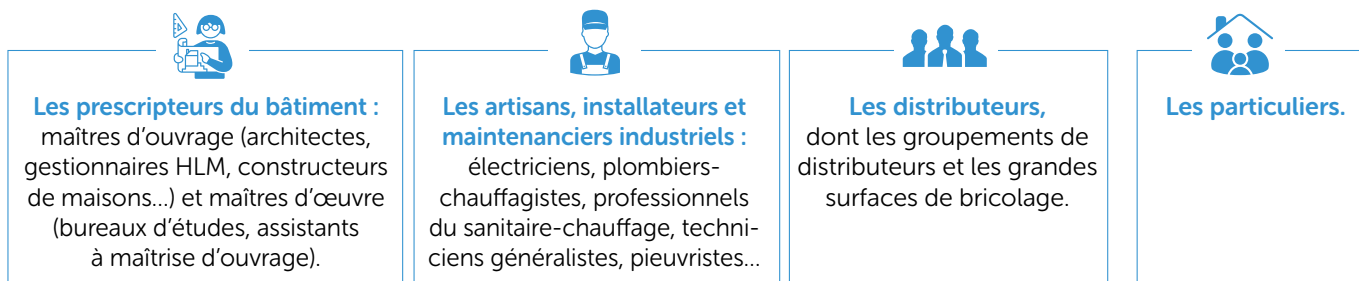 Les prescripteurs du bâtiment :
maîtres d’ouvrage (architectes,
gestionnaires HLM, constructeurs
de maisons...) et maîtres d’œuvre
(bureaux d’études, assistants
à maîtrise d’ouvrage).
Les artisans, installateurs et
maintenanciers industriels :
électriciens, plombiers-
chauffagistes, professionnels
du sanitaire-chauffage, techni-
ciens généralistes, pieuvristes...
Les distributeurs,
dont les groupements de
distributeurs et les grandes
surfaces de bricolage.
Les particuliers.